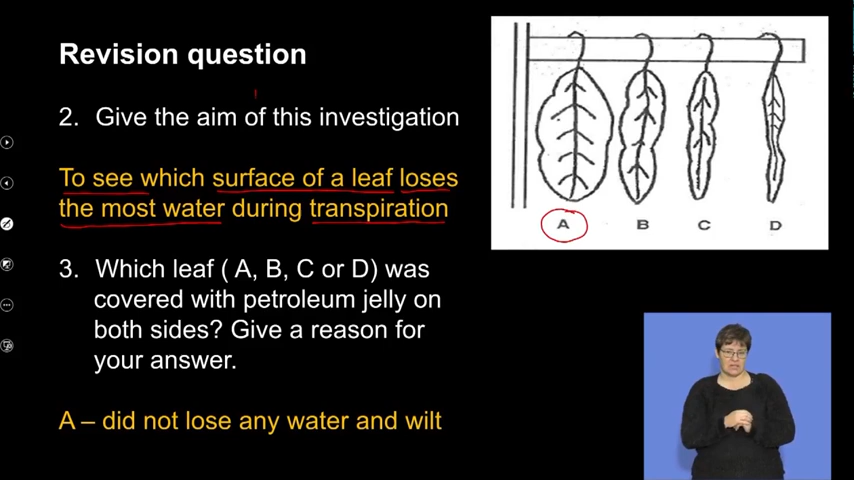 Revision question
2. Give the aim of this investigation
To see which surface of a leaf loses
the most water during transpiration
3. Which leaf ( A, B, C or D) was
covered with petroleum jelly on
both sides? Give a reason for
your answer.
A – did not lose any water and wilt
A B C D